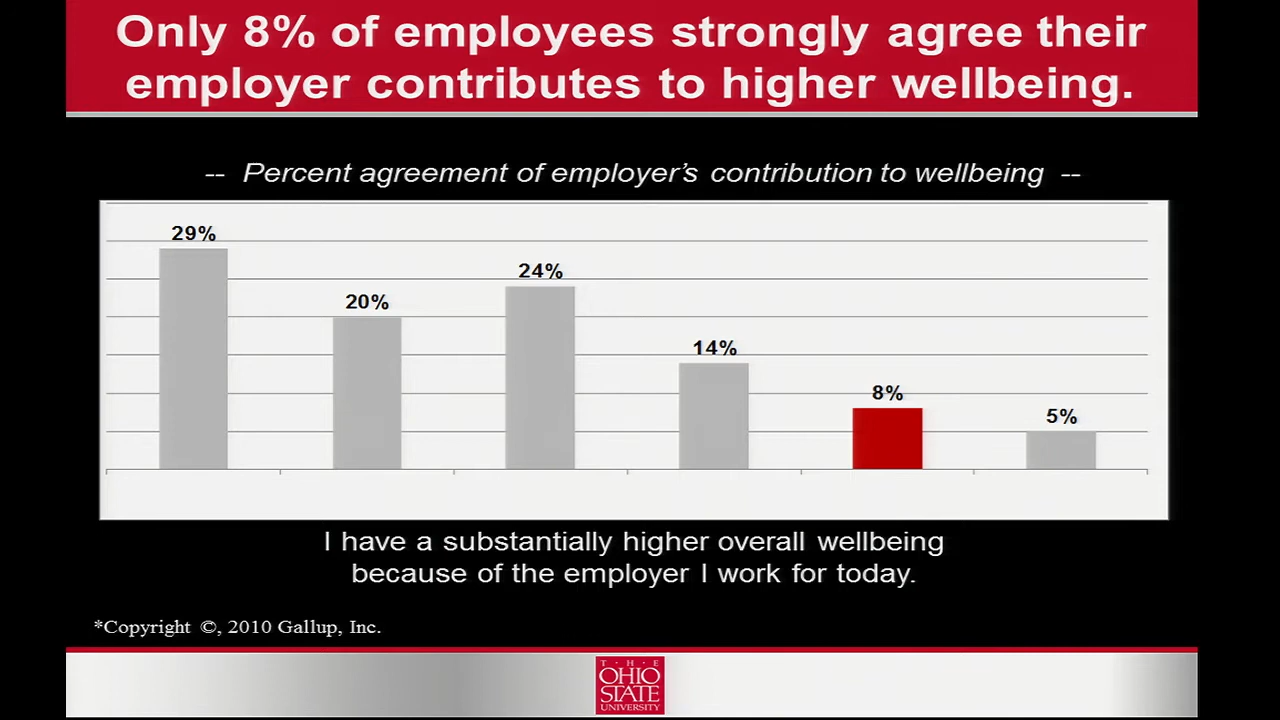 Only 8% of employees strongly agree their
employer contributes to higher wellbeing.
-- Percent agreement of employer’s contribution to wellbeing --
29%
20%
24%
14%
8%
5%
I have a substantially higher overall wellbeing
because of the employer I work for today.
*Copyright ©, 2010 Gallup, Inc.
T · H · E
OHIO
STATE
UNIVERSITY